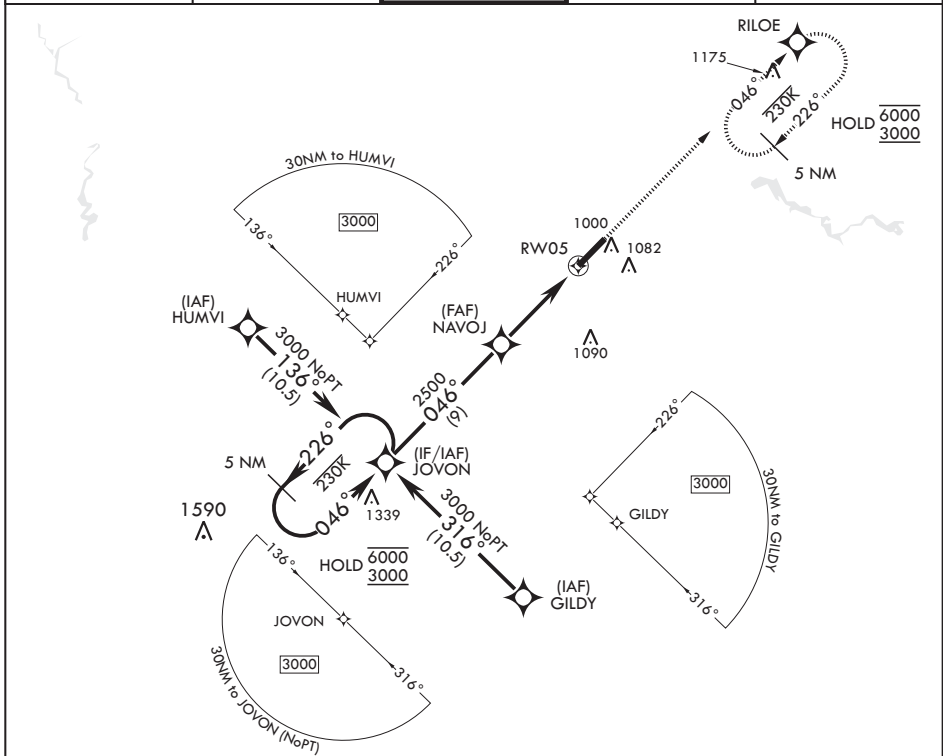 RILOE
1175
046°
230K
226°
HOLD 6000
3000
5 NM
30NM to HUMVI
3000
136°
226°
HUMVI
1000
RW05
1082
(IAF)
HUMVI
3000 NoPT
136°
(10.5)
(FAF)
NAVOJ
1090
2500
046°
(9)
226°
230K
046°
5 NM
(IF/IAF)
JOVON
1339
1590
HOLD 6000
3000
3000 NoPT
316°
(10.5)
(IAF)
GILDY
226°
3000
GILDY
316°
30NM to GILDY
136°
JOVON
3000
316°
30NM to JOVON (NoPT)